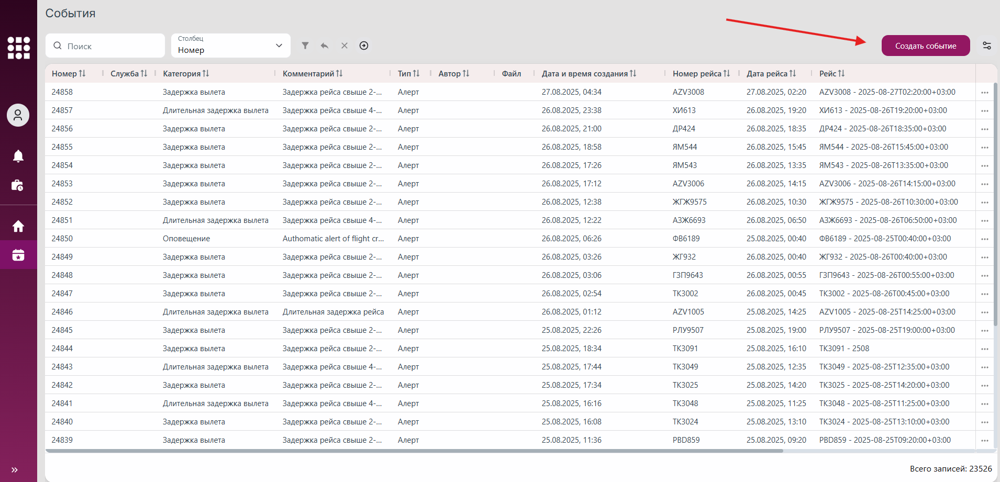 События
Поиск
Столбец
Номер
Создать событие
Номер Служба Категория Комментарий Тип Автор Файл Дата и время создания Номер рейса Дата рейса Рейс
24858 Задержка вылета Задержка рейса свыше 2-... Алерт 27.08.2025, 04:34 AZV3008 27.08.2025, 02:20 AZV3008 - 2025-08-27T02:20:00+03:00
24857 Длительная задержка вылета Задержка рейса свыше 4-... Алерт 26.08.2025, 23:38 ХИ613 26.08.2025, 19:20 ХИ613 - 2025-08-26T19:20:00+03:00
24856 Задержка вылета Задержка рейса свыше 2-... Алерт 26.08.2025, 21:00 ДР424 26.08.2025, 18:35 ДР424 - 2025-08-26T18:35:00+03:00
24855 Задержка вылета Задержка рейса свыше 2-... Алерт 26.08.2025, 18:58 ЯМ544 26.08.2025, 15:45 ЯМ544 - 2025-08-26T15:45:00+03:00
24854 Задержка вылета Задержка рейса свыше 2-... Алерт 26.08.2025, 17:26 ЯМ543 26.08.2025, 13:35 ЯМ543 - 2025-08-26T13:35:00+03:00
24853 Задержка вылета Задержка рейса свыше 2-... Алерт 26.08.2025, 17:12 AZV3006 26.08.2025, 14:15 AZV3006 - 2025-08-26T14:15:00+03:00
24852 Задержка вылета Задержка рейса свыше 2-... Алерт 26.08.2025, 12:38 ЖГЖ9575 26.08.2025, 10:30 ЖГЖ9575 - 2025-08-26T10:30:00+03:00
24851 Длительная задержка вылета Задержка рейса свыше 4-... Алерт 26.08.2025, 12:22 АЗЖ6693 26.08.2025, 06:50 АЗЖ6693 - 2025-08-26T06:50:00+03:00
24850 Оповещение Authomatic alert of flight cr... Алерт 26.08.2025, 06:26 ФВ6189 25.08.2025, 00:40 ФВ6189 - 2025-08-25T00:40:00+03:00
24849 Задержка вылета Задержка рейса свыше 2-... Алерт 26.08.2025, 03:26 ЖГ932 26.08.2025, 00:40 ЖГ932 - 2025-08-26T00:40:00+03:00
24848 Задержка вылета Задержка рейса свыше 2-... Алерт 26.08.2025, 03:06 ГЗП9643 26.08.2025, 00:55 ГЗП9643 - 2025-08-26T00:55:00+03:00
24847 Задержка вылета Задержка рейса свыше 2-... Алерт 26.08.2025, 02:54 ТК3002 26.08.2025, 00:45 ТК3002 - 2025-08-26T00:45:00+03:00
24846 Длительная задержка вылета Длительная задержка рейса Алерт 26.08.2025, 01:12 AZV1005 25.08.2025, 14:25 AZV1005 - 2025-08-25T14:25:00+03:00
24845 Задержка вылета Задержка рейса свыше 2-... Алерт 25.08.2025, 22:26 РЛУ9507 25.08.2025, 19:00 РЛУ9507 - 2025-08-25T19:00:00+03:00
24844 Задержка вылета Задержка рейса свыше 2-... Алерт 25.08.2025, 18:34 ТК3091 25.08.2025, 16:10 ТК3091 - 2508
24843 Длительная задержка вылета Задержка рейса свыше 4-... Алерт 25.08.2025, 17:44 ТК3049 25.08.2025, 12:35 ТК3049 - 2025-08-25T12:35:00+03:00
24842 Задержка вылета Задержка рейса свыше 2-... Алерт 25.08.2025, 17:34 ТК3025 25.08.2025, 14:20 ТК3025 - 2025-08-25T14:20:00+03:00
24841 Длительная задержка вылета Задержка рейса свыше 4-... Алерт 25.08.2025, 16:16 ТК3048 25.08.2025, 11:25 ТК3048 - 2025-08-25T11:25:00+03:00
24840 Задержка вылета Задержка рейса свыше 2-... Алерт 25.08.2025, 16:08 ТК3024 25.08.2025, 13:10 ТК3024 - 2025-08-25T13:10:00+03:00
24839 Задержка вылета Задержка рейса свыше 2-... Алерт 25.08.2025, 11:36 PBD859 25.08.2025, 09:20 PBD859 - 2025-08-25T09:20:00+03:00
Всего записей: 23526